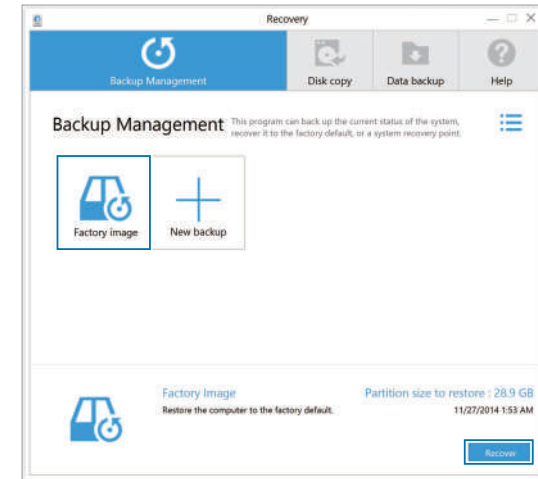 Recovery
Backup Management
Disk copy
Data backup
Help
Backup Management
This program can back up the current status of the system,
recover it to the factory default, or a system recovery point.
Factory image
New backup
Factory Image
Partition size to restore : 28.9 GB
Restore the computer to the factory default.
11/27/2014 1:53 AM
Recover